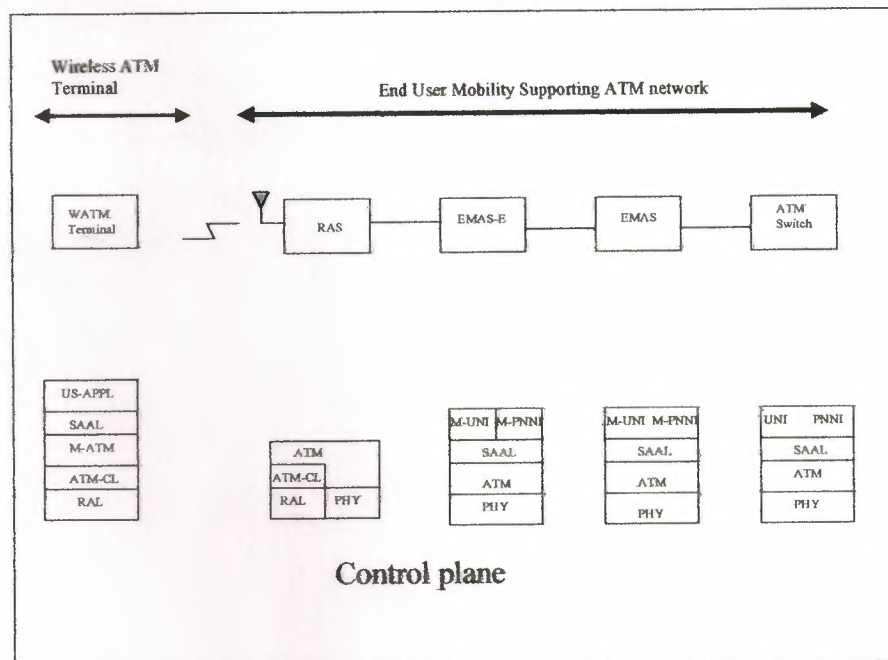 Wireless ATM
Terminal
End User Mobility Supporting ATM network
WATM
Terminal
RAS
EMAS-E
EMAS
ATM
Switch
US-APPL
SAAL
M-ATM
ATM-CL
RAL
ATM
ATM-CL
RAL PHY
M-UNI M-PNNI
SAAL
ATM
PHY
M-UNI M-PNNI
SAAL
ATM
PHY
UNI PNNI
SAAL
ATM
PHY
Control plane